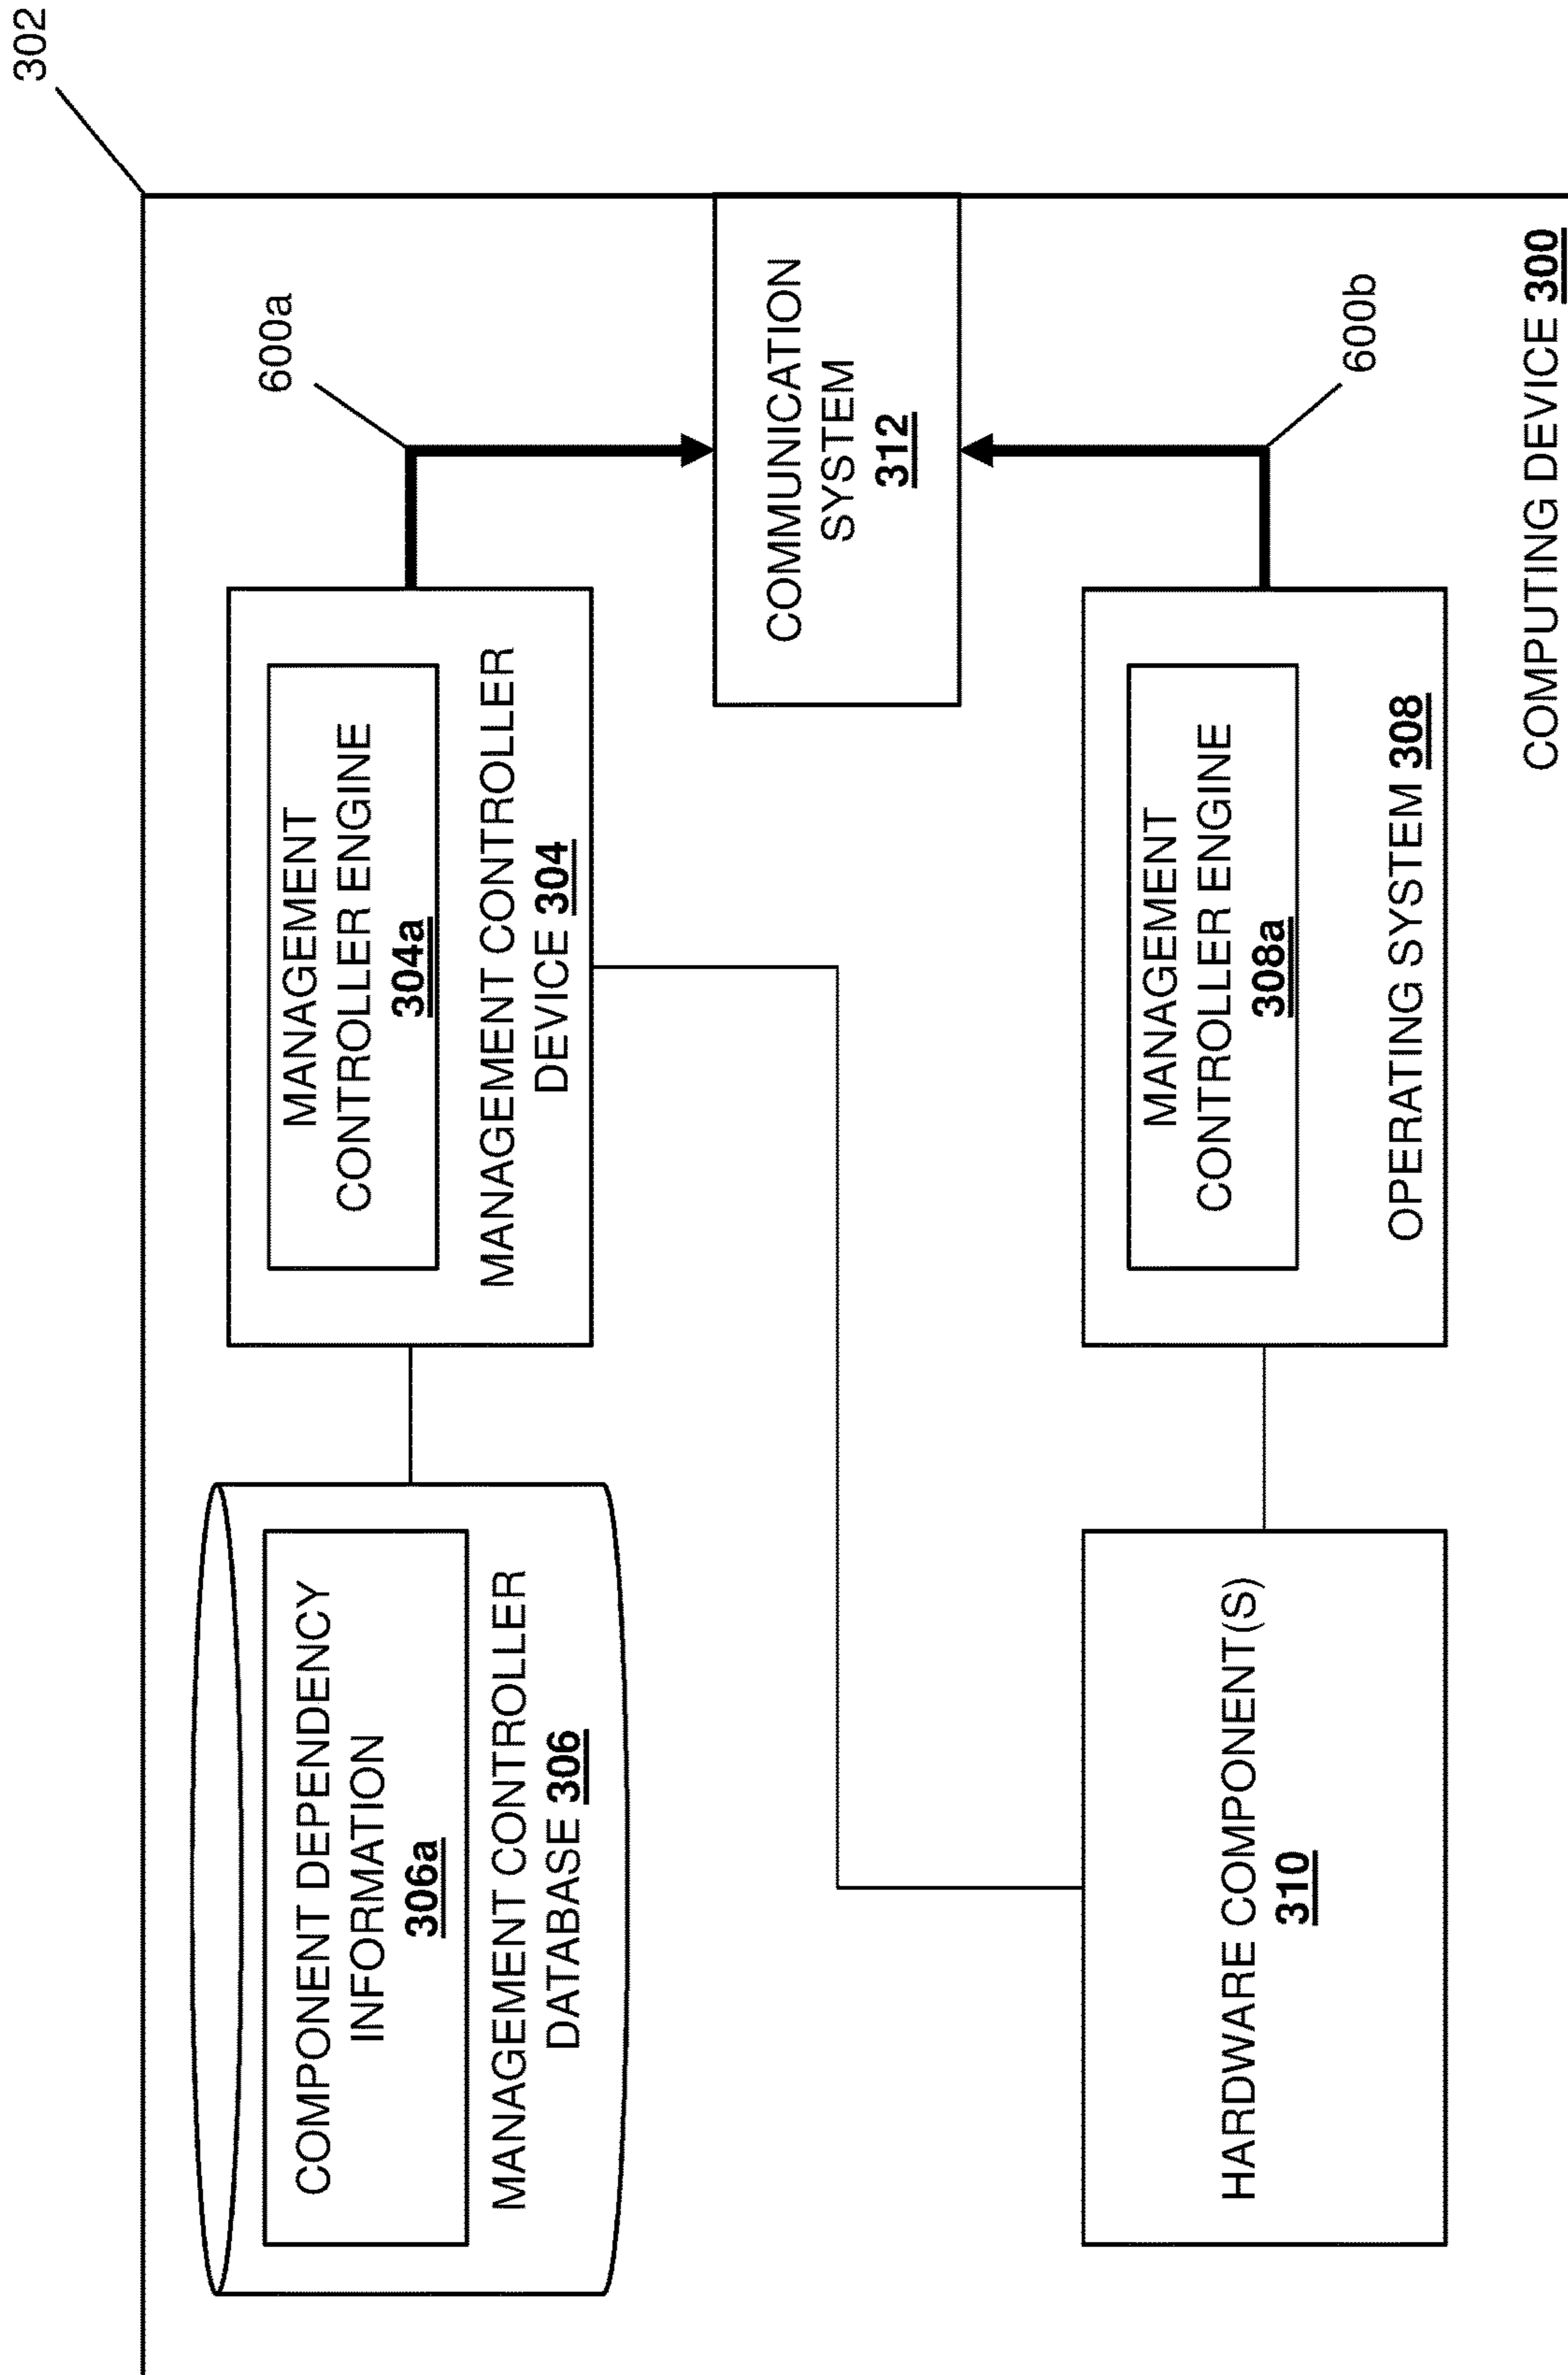 302
COMPONENT DEPENDENCY
INFORMATION
306a
MANAGEMENT CONTROLLER
DATABASE 306
MANAGEMENT
CONTROLLER ENGINE
304a
MANAGEMENT CONTROLLER
DEVICE 304
600a
COMMUNICATION
SYSTEM
312
HARDWARE COMPONENT(S)
310
MANAGEMENT
CONTROLLER ENGINE
308a
OPERATING SYSTEM 308
600b
COMPUTING DEVICE 300